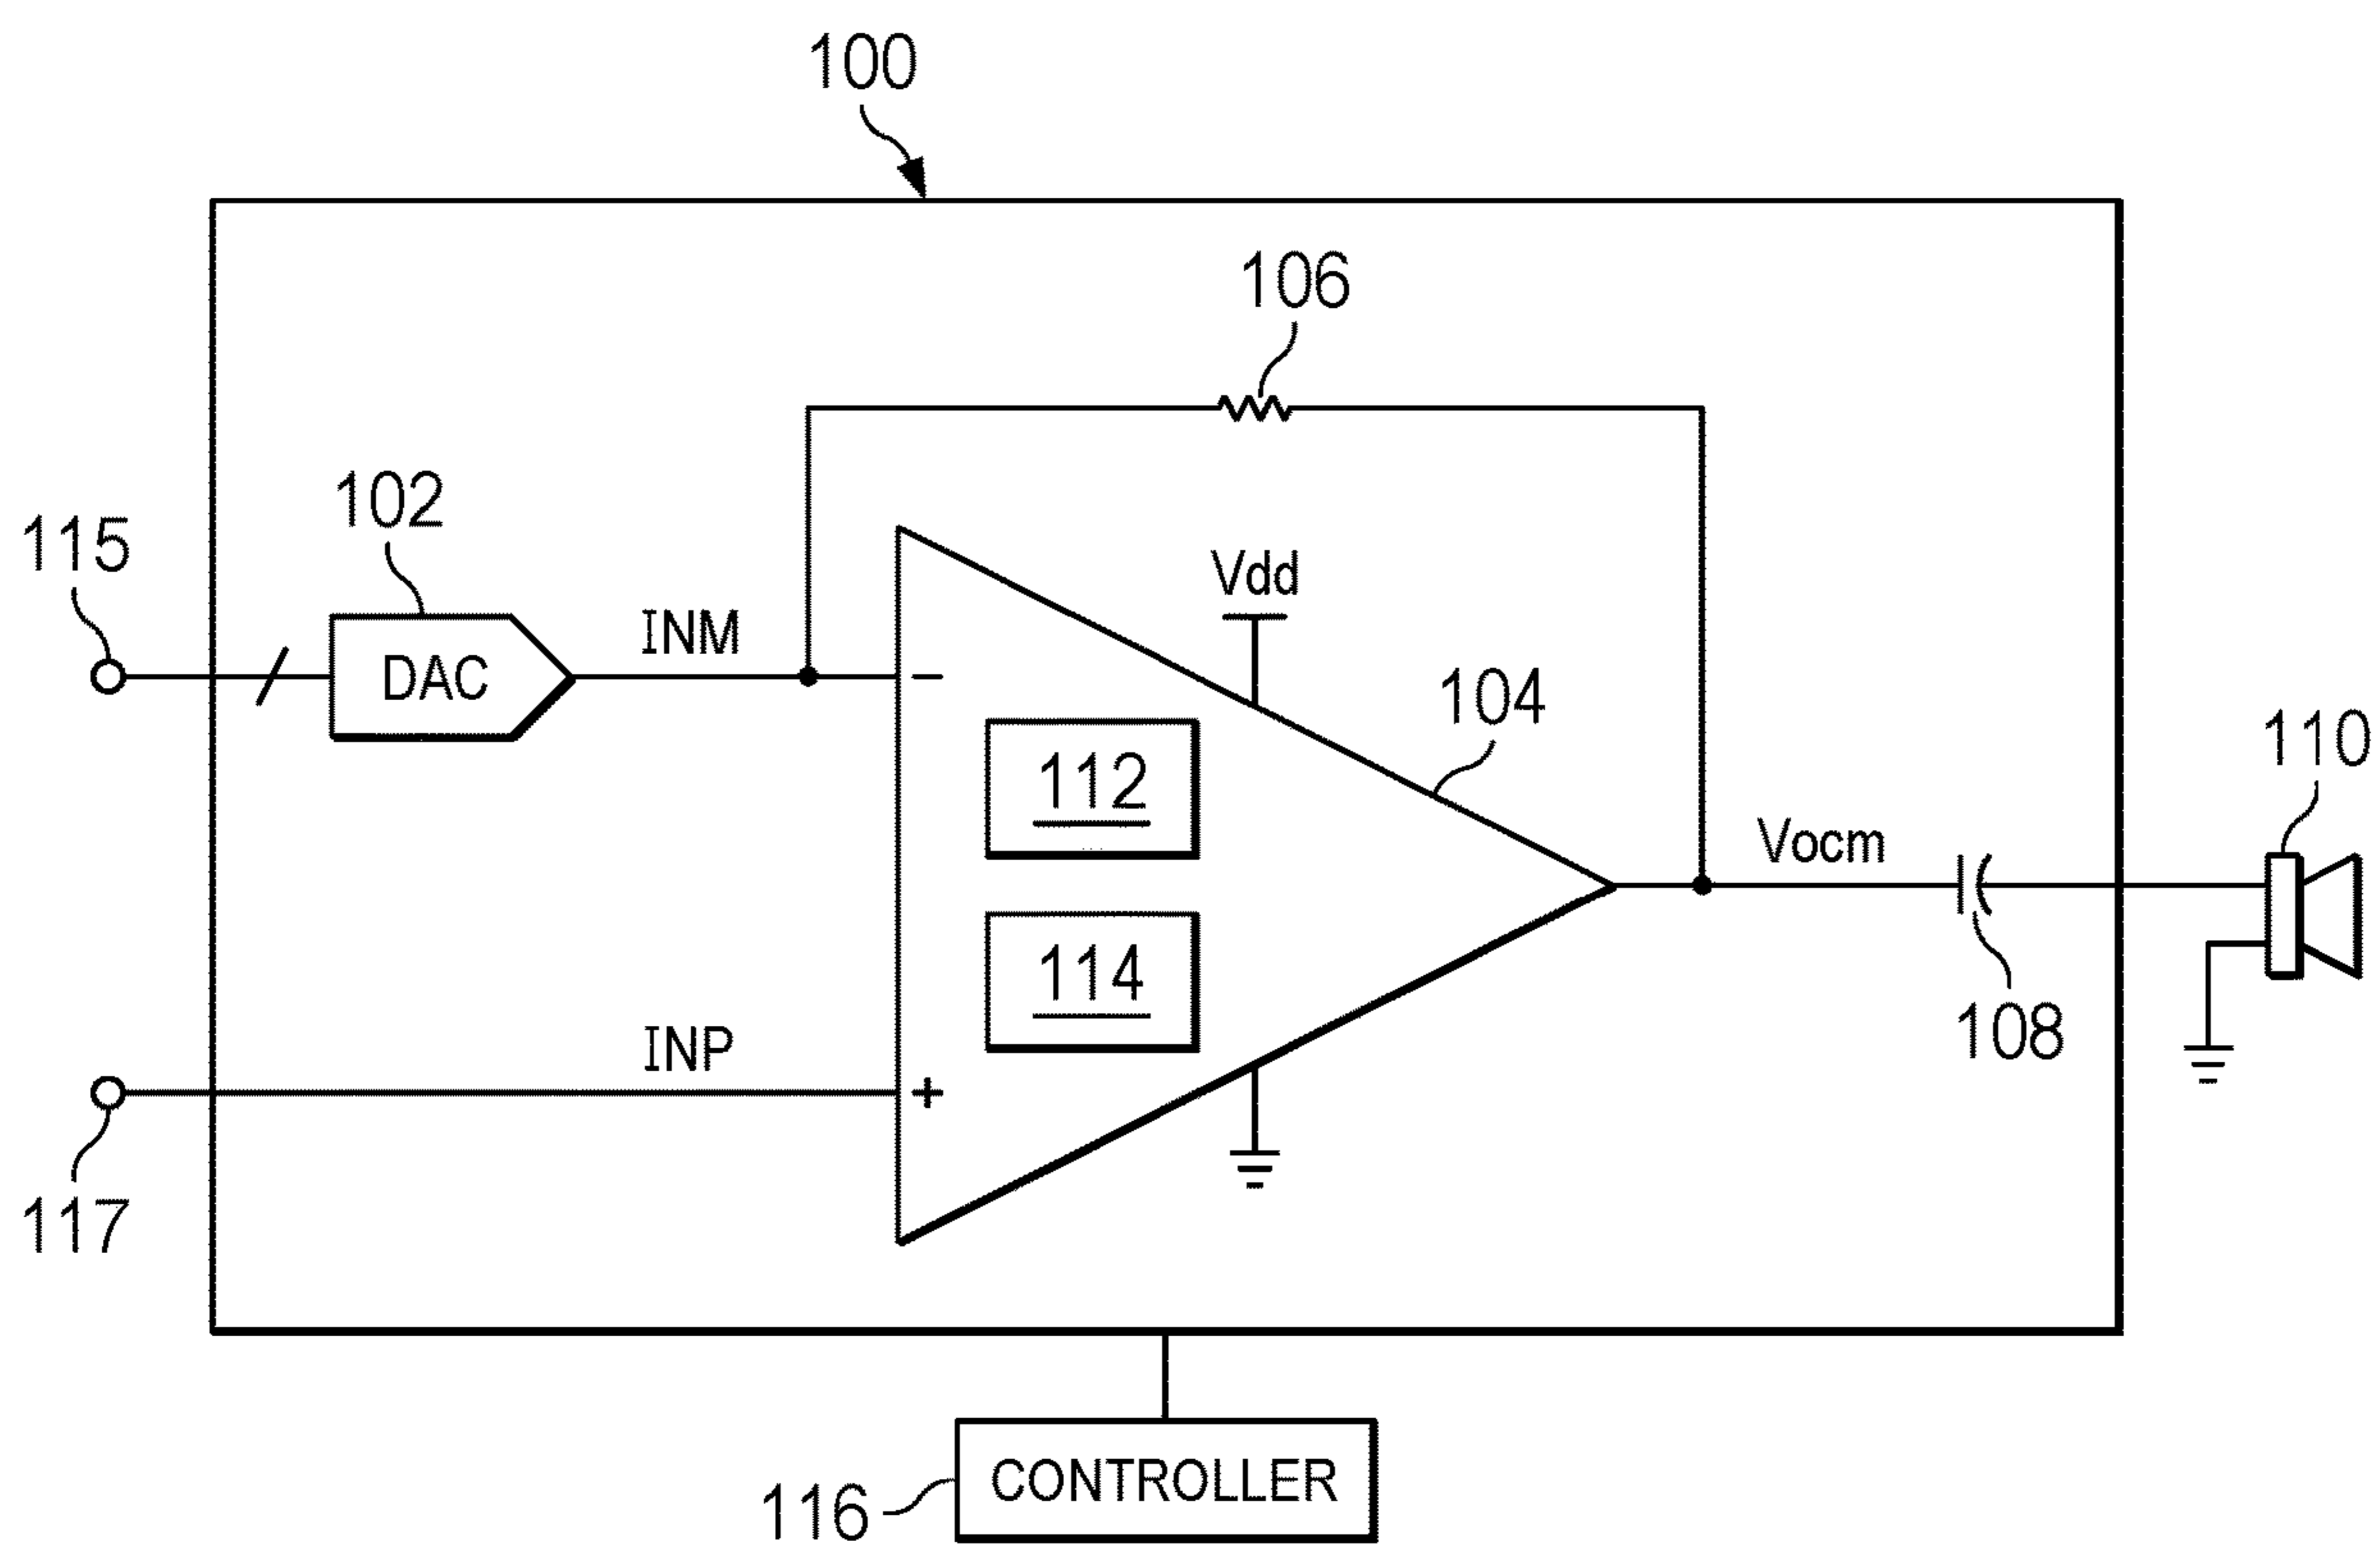 100
106
102
115
DAC
INM
Vdd
104
112
110
Vocm
114
108
INP
-
+
117
CONTROLLER
116